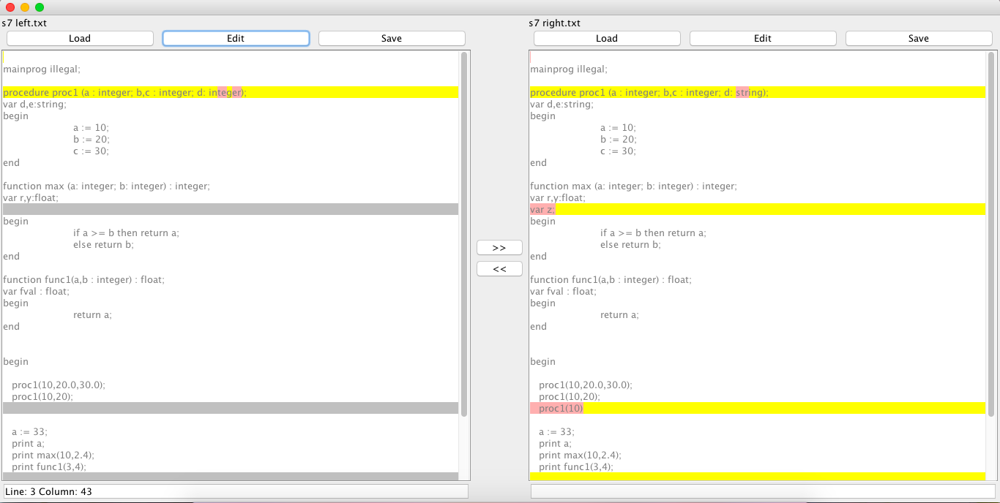 s7 left.txt
Load Edit Save
mainprog illegal;
procedure proc1 (a : integer; b,c : integer; d: integer);
var d,e:string;
begin
a := 10;
b := 20;
c := 30;
end
function max (a: integer; b: integer) : integer;
var r,y:float;
begin
if a >= b then return a;
else return b;
end
function func1(a,b : integer) : float;
var fval : float;
begin
return a;
end
begin
proc1(10,20.0,30.0);
proc1(10,20);
a := 33;
print a;
print max(10,2.4);
print func1(3,4);
Line: 3 Column: 43
>>
<<
s7 right.txt
Load Edit Save
mainprog illegal;
procedure proc1 (a : integer; b,c : integer; d: string);
var d,e:string;
begin
a := 10;
b := 20;
c := 30;
end
function max (a: integer; b: integer) : integer;
var r,y:float;
var z;
begin
if a >= b then return a;
else return b;
end
function func1(a,b : integer) : float;
var fval : float;
begin
return a;
end
begin
proc1(10,20.0,30.0);
proc1(10,20);
proc1(10)
a := 33;
print a;
print max(10,2.4);
print func1(3,4);